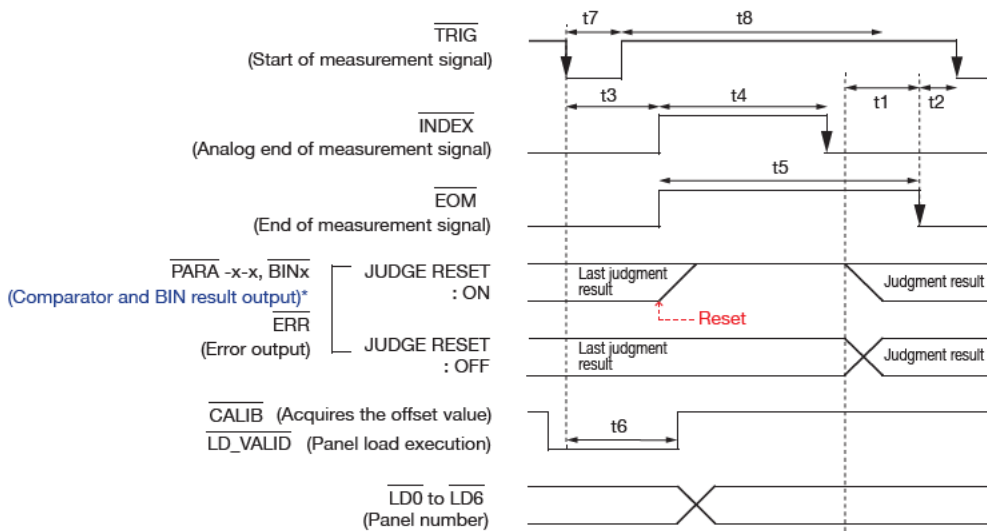 t7
t8
TRIG
(Start of measurement signal)
t1
t2
t3
t4
INDEX
(Analog end of measurement signal)
t5
EOM
(End of measurement signal)
PARA -x-x, BINx
(Comparator and BIN result output)*
ERR
(Error output)
JUDGE RESET
: ON
Last judgment
result
Judgment result
Reset
JUDGE RESET
: OFF
Last judgment
result
Judgment result
CALIB (Acquires the offset value)
LD_VALID (Panel load execution)
t6
LD0 to LD6
(Panel number)